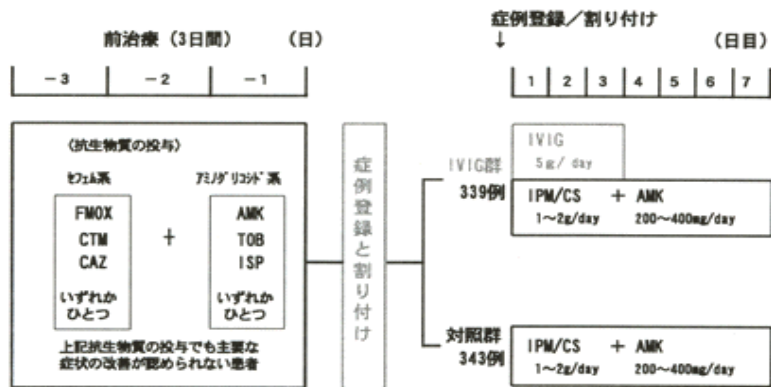 症例登録／割り付け
↓
前治療（3日間） （日） （日目）
－3 －2 －1 1 2 3 4 5 6 7
〈抗生物質の投与〉
ｾﾌｪﾑ系 ｱﾐﾉｸﾞﾘｺｼﾄﾞ系
FMOX
CTM
CAZ
いずれか
ひとつ
+
AMK
TOB
ISP
いずれか
ひとつ
上記抗生物質の投与でも主要な
症状の改善が認められない患者
症例登録と割り付け
IVIG群
339例
IVIG
5g/ day
IPM/CS + AMK
1～2g/day 200～400mg/day
対照群
343例
IPM/CS + AMK
1～2g/day 200～400mg/day